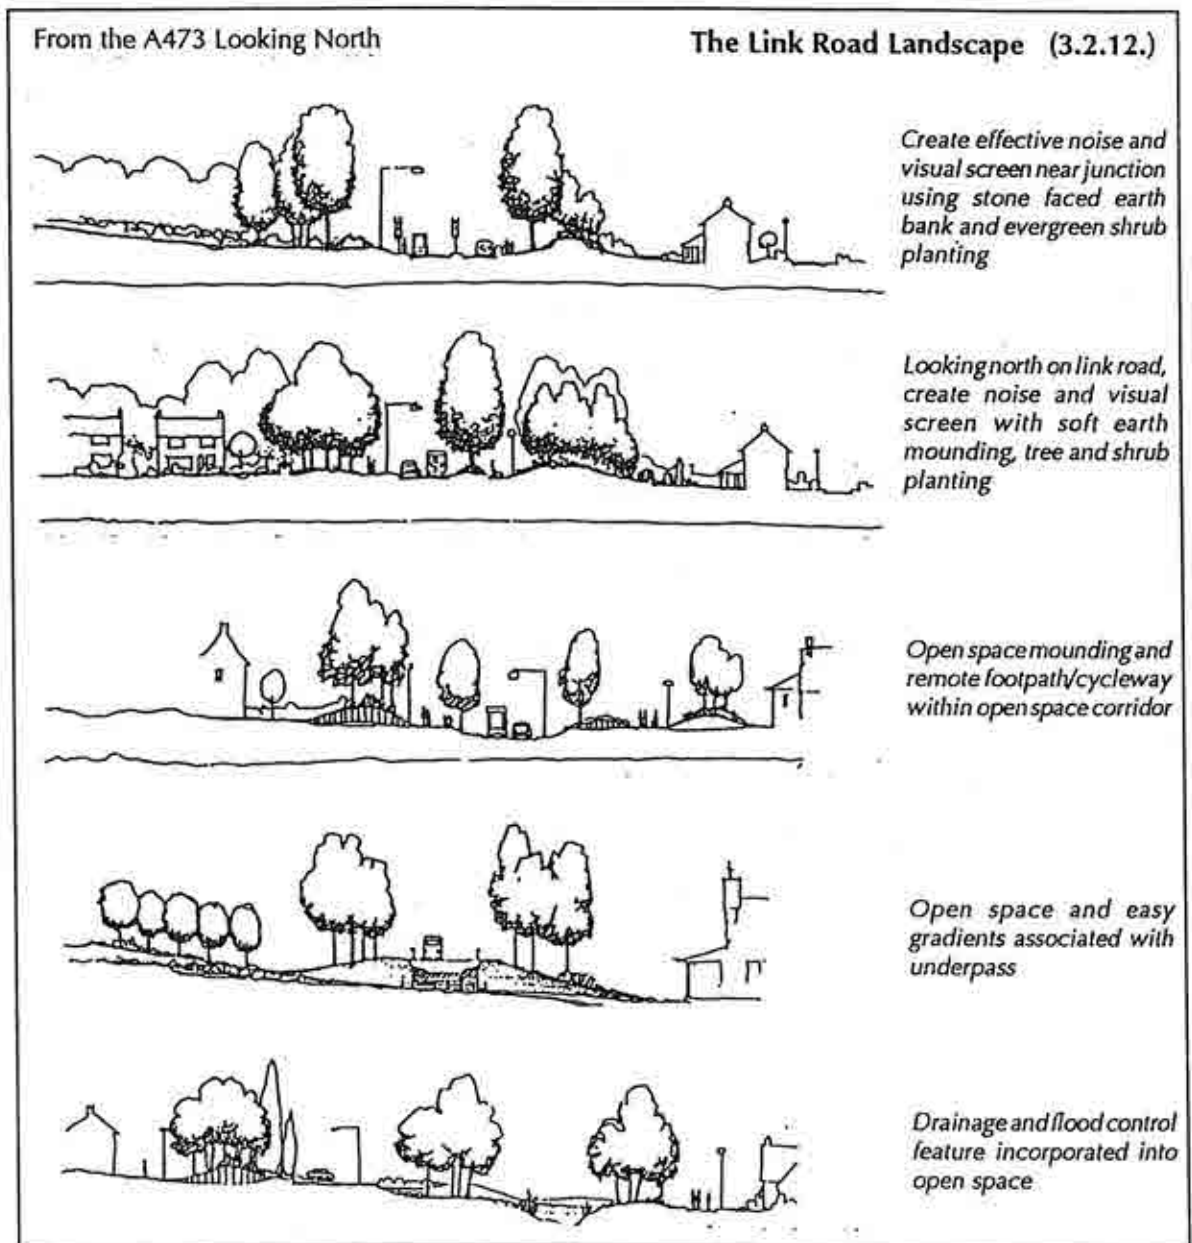 From the A473 Looking North
The Link Road Landscape (3.2.12.)
Create effective noise and
visual screen near junction
using stone faced earth
bank and evergreen shrub
planting
Looking north on link road,
create noise and visual
screen with soft earth
mounding, tree and shrub
planting
Open space mounding and
remote footpath/cycleway
within open space corridor
Open space and easy
gradients associated with
underpass
Drainage and flood control
feature incorporated into
open space